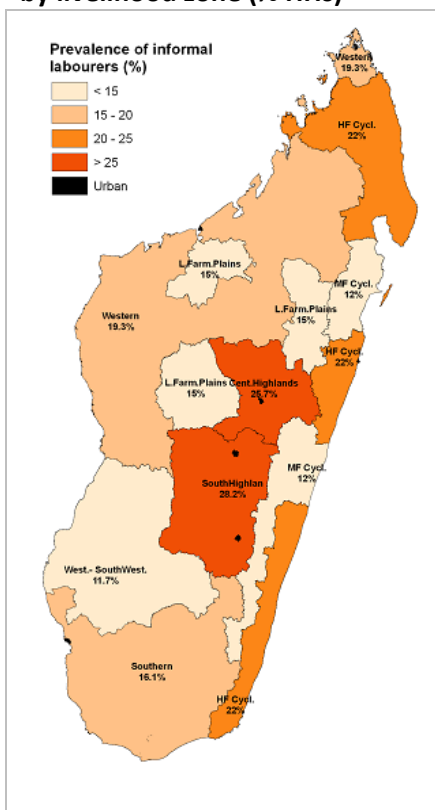 by livelihood zone (% HHs)
Prevalence of informal
labourers (%)
< 15
15 - 20
20 - 25
> 25
Urban
Western
19.3%
HF Cycl.
22%
L.Farm.Plains
15%
MF Cycl.
12%
L.Farm.Plains
15%
Western
19.3%
HF Cycl.
22%
L.Farm.Plains
15%
Cent.Highlands
25.7%
MF Cycl.
12%
SouthHighlan
28.2%
West.- SouthWest.
11.7%
Southern
16.1%
HF Cycl.
22%